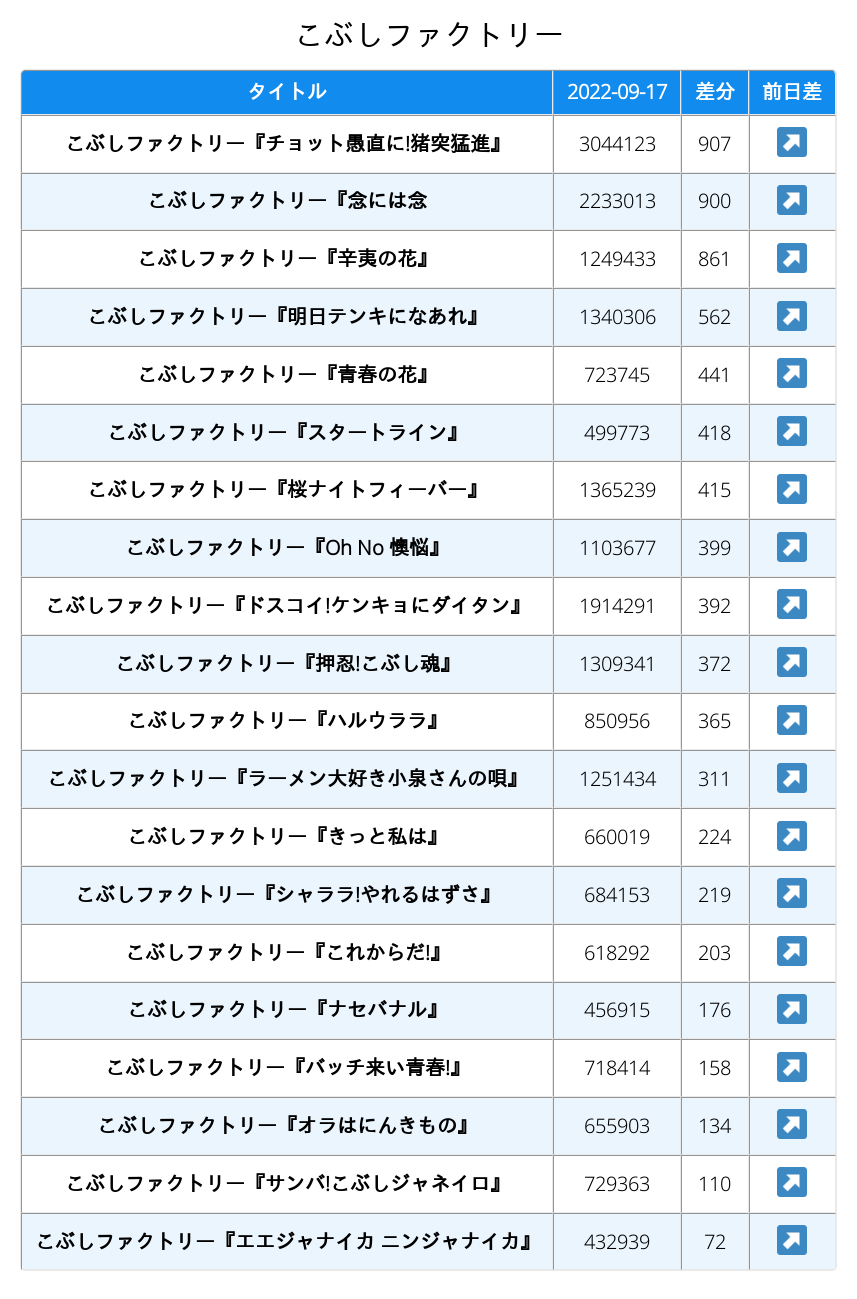 こぶしファクトリー
タイトル 2022-09-17 差分 前日差
こぶしファクトリー『チョット愚直に!猪突猛進』 3044123 907
こぶしファクトリー『念には念 2233013 900
こぶしファクトリー『辛夷の花』 1249433 861
こぶしファクトリー『明日テンキになあれ』 1340306 562
こぶしファクトリー『青春の花』 723745 441
こぶしファクトリー『スタートライン』 499773 418
こぶしファクトリー『桜ナイトフィーバー』 1365239 415
こぶしファクトリー『Oh No 懊悩』 1103677 399
こぶしファクトリー『ドスコイ!ケンキョにダイタン』 1914291 392
こぶしファクトリー『押忍!こぶし魂』 1309341 372
こぶしファクトリー『ハルウララ』 850956 365
こぶしファクトリー『ラーメン大好き小泉さんの唄』 1251434 311
こぶしファクトリー『きっと私は』 660019 224
こぶしファクトリー『シャララ!やれるはずさ』 684153 219
こぶしファクトリー『これからだ!』 618292 203
こぶしファクトリー『ナセバナル』 456915 176
こぶしファクトリー『バッチ来い青春!』 718414 158
こぶしファクトリー『オラはにんきもの』 655903 134
こぶしファクトリー『サンバ!こぶしジャネイロ』 729363 110
こぶしファクトリー『エエジャナイカ ニンジャナイカ』 432939 72